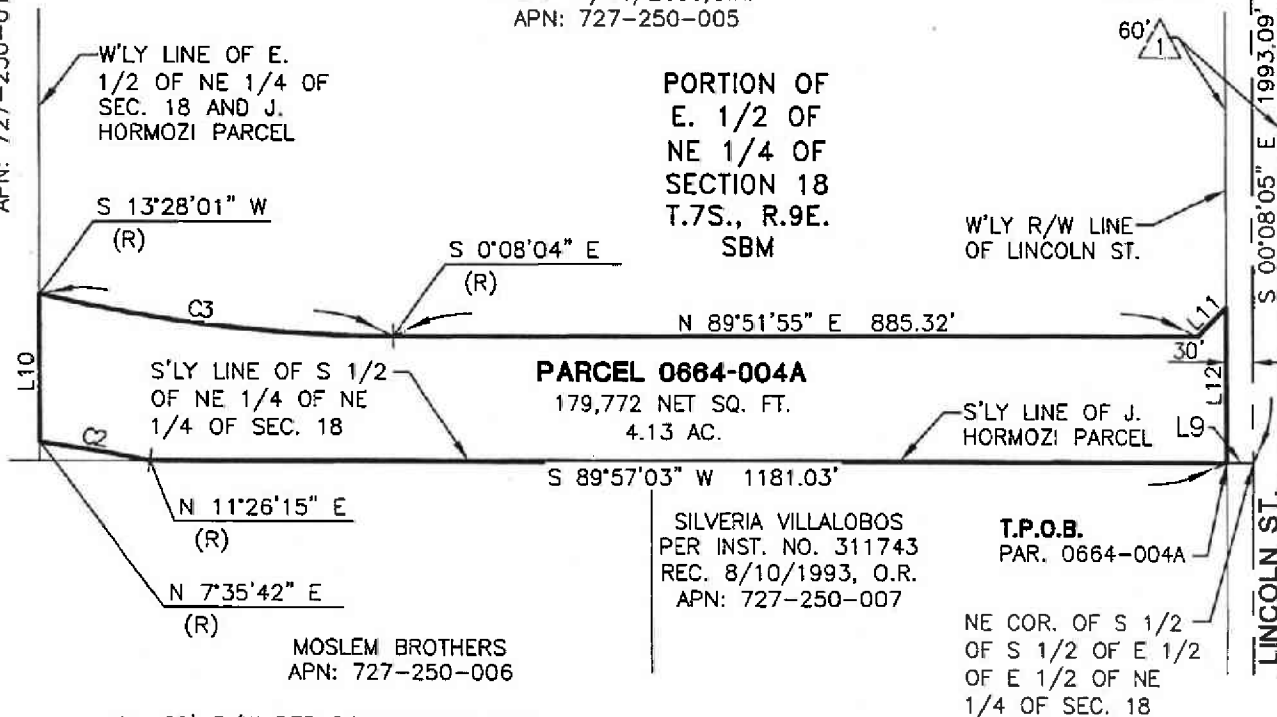 APN: 727-250-005
W'LY LINE OF E.
1/2 OF NE 1/4 OF
SEC. 18 AND J.
HORMOZI PARCEL
PORTION OF
E. 1/2 OF
NE 1/4 OF
SECTION 18
T.7S., R.9E.
SBM
60'
1
S 00°08'05" E 1993.09'
W'LY R/W LINE
OF LINCOLN ST.
S 13°28'01" W
(R)
S 0°08'04" E
(R)
C3
N 89°51'55" E 885.32'
L11
30'
L10
S'LY LINE OF S 1/2
OF NE 1/4 OF NE
1/4 OF SEC. 18
PARCEL 0664-004A
179,772 NET SQ. FT.
4.13 AC.
S'LY LINE OF J.
HORMOZI PARCEL
L12
L9
C2
S 89°57'03" W 1181.03'
N 11°26'15" E
(R)
N 7°35'42" E
(R)
MOSLEM BROTHERS
APN: 727-250-006
SILVERIA VILLALOBOS
PER INST. NO. 311743
REC. 8/10/1993, O.R.
APN: 727-250-007
T.P.O.B.
PAR. 0664-004A
NE COR. OF S 1/2
OF S 1/2 OF E 1/2
OF E 1/2 OF NE
1/4 OF SEC. 18
LINCOLN ST.